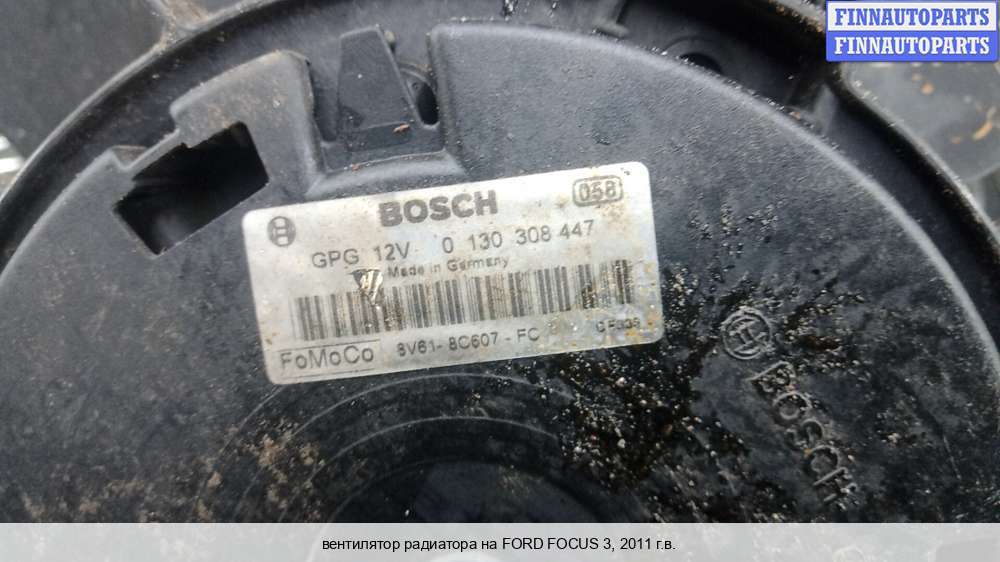 FINNAUTOPARTS
FINNAUTOPARTS
BOSCH 058
GPG 12V 0 130 308 447
Made in Germany
FoMoCo 8V61-8C607-FC
BOSCH
вентилятор радиатора на FORD FOCUS 3, 2011 г.в.